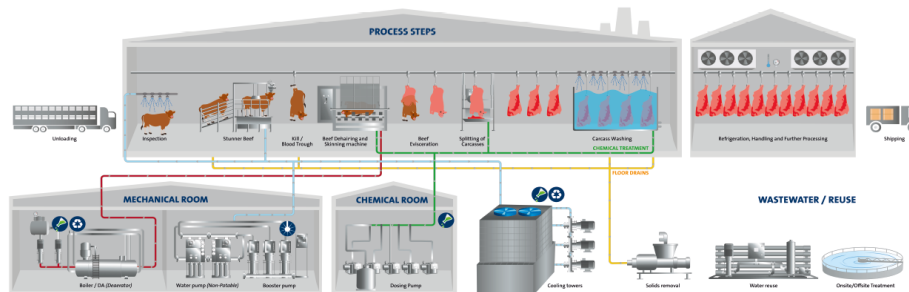 PROCESS STEPS
Unloading
Inspection
Stunner Beef
Kill /
Blood Trough
Beef Dehairing and
Skinning machine
Beef
Evisceration
Splitting of
Carcasses
Carcass Washing
CHEMICAL TREATMENT
Refrigeration, Handling and Further Processing
Shipping
FLOOR DRAINS
MECHANICAL ROOM
CHEMICAL ROOM
WASTEWATER / REUSE
Boiler / DA (Deaerator)
Water pump (Non-Potable)
Booster pump
Dosing Pump
Cooling towers
Solids removal
Water reuse
Onsite/Offsite Treatment